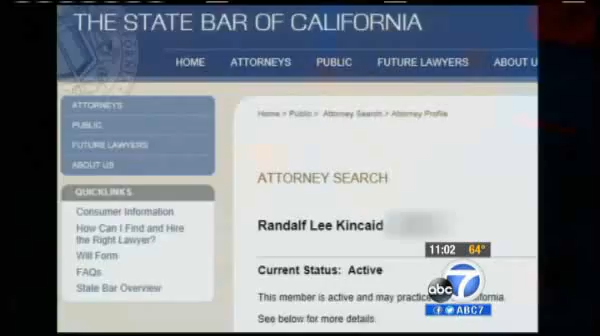 THE STATE BAR OF CALIFORNIA
HOME ATTORNEYS PUBLIC FUTURE LAWYERS ABOUT U
ATTORNEYS
PUBLIC
FUTURE LAWYERS
ABOUT US
QUICKLINKS
Consumer Information
How Can I Find and Hire
the Right Lawyer?
Will Form
FAQs
State Bar Overview
Home > Public > Attorney Search > Attorney Profile
ATTORNEY SEARCH
Randalf Lee Kincaid
Current Status: Active
This member is active and may practice California.
See below for more details.
11:02 64°
abc 7
ABC7